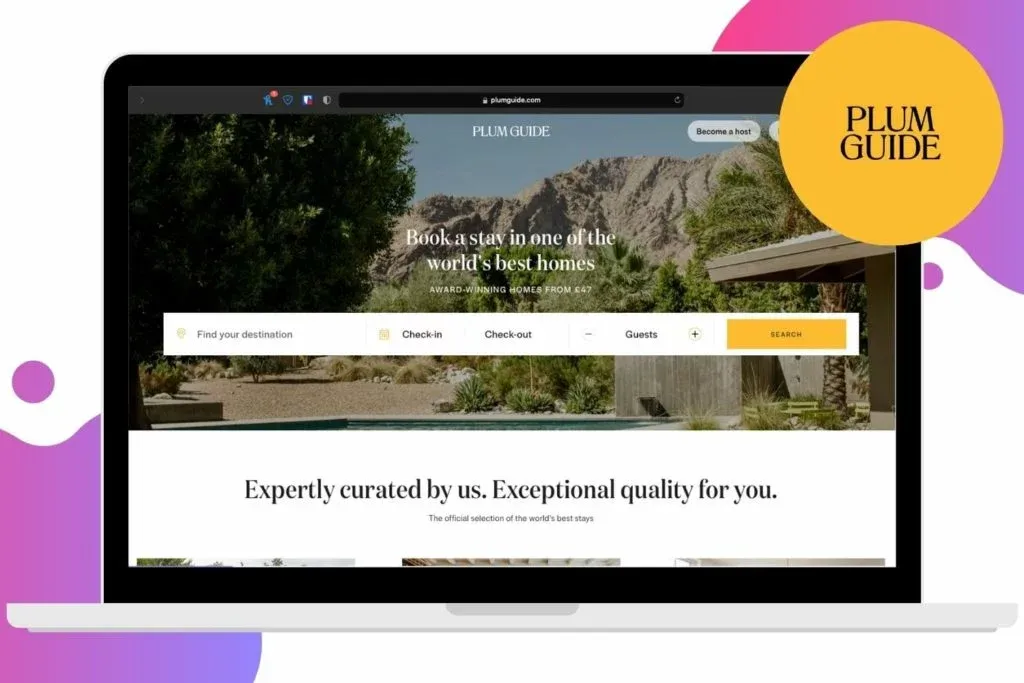 plumguide.com
PLUM GUIDE
Become a host
PLUM
GUIDE
Book a stay in one of the
world's best homes
AWARD-WINNING HOMES FROM £47
Find your destination
Check-in
Check-out
Guests
SEARCH
Expertly curated by us. Exceptional quality for you.
The official selection of the world's best stays